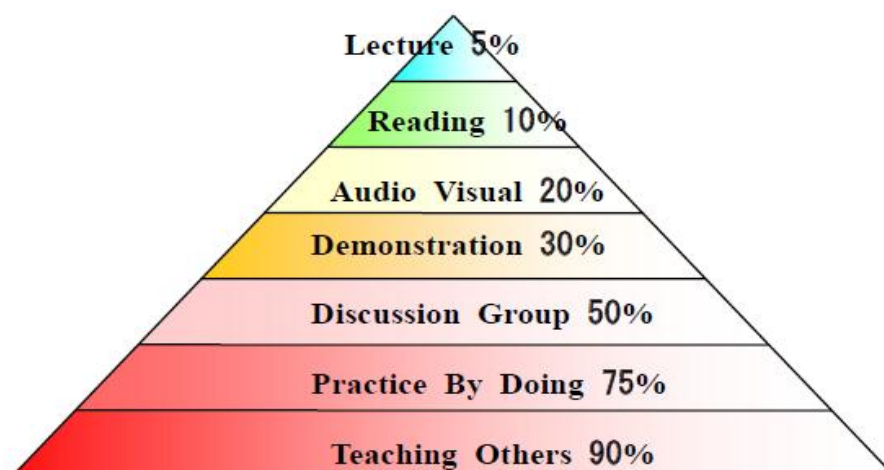 Lecture 5%
Reading 10%
Audio Visual 20%
Demonstration 30%
Discussion Group 50%
Practice By Doing 75%
Teaching Others 90%